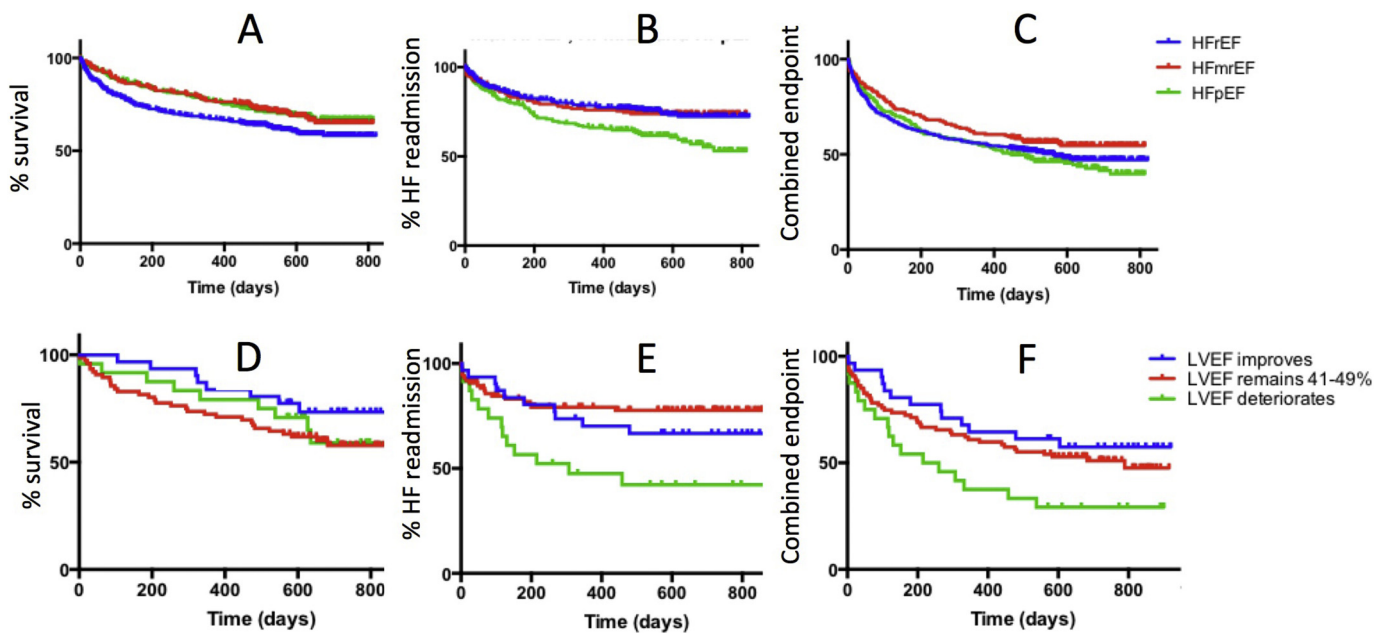 A
% survival
100
50
0
0 200 400 600 800
Time (days)
B
% HF readmission
100
50
0
0 200 400 600 800
Time (days)
C
Combined endpoint
100
50
0
0 200 400 600 800
Time (days)
HFrEF
HFmrEF
HFpEF
D
% survival
100
50
0
0 200 400 600 800
Time (days)
E
% HF readmission
100
50
0
0 200 400 600 800
Time (days)
F
Combined endpoint
100
50
0
0 200 400 600 800
Time (days)
LVEF improves
LVEF remains 41-49%
LVEF deteriorates